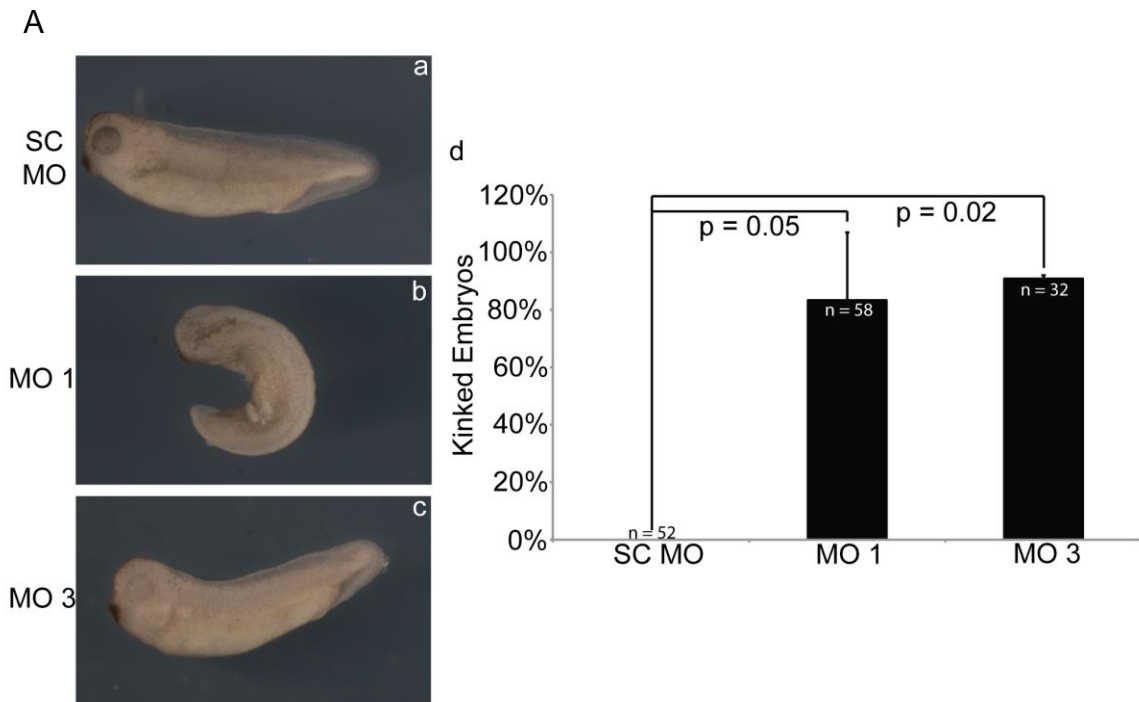 A
a
SC
MO
b
MO 1
c
MO 3
d
Kinked Embryos
120%
100%
80%
60%
40%
20%
0%
p = 0.05
p = 0.02
n = 52
n = 58
n = 32
SC MO
MO 1
MO 3